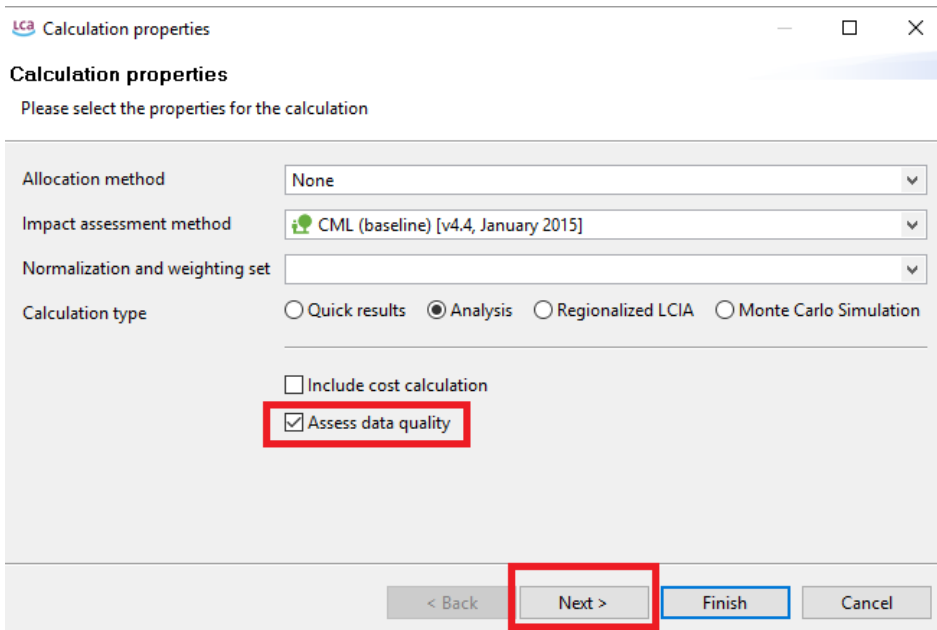 LCA Calculation properties
Calculation properties
Please select the properties for the calculation
Allocation method None
Impact assessment method CML (baseline) [v4.4, January 2015]
Normalization and weighting set
Calculation type Quick results Analysis Regionalized LCIA Monte Carlo Simulation
Include cost calculation
Assess data quality
< Back Next > Finish Cancel